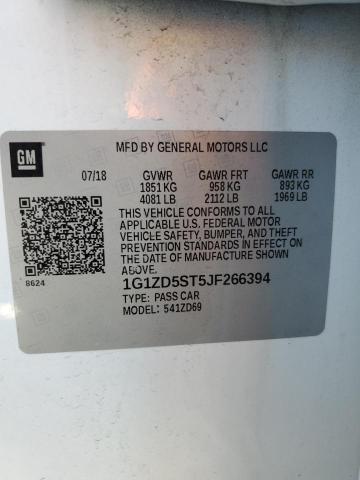 GM
MFD BY GENERAL MOTORS LLC
07/18 GVWR GAWR FRT GAWR RR
1851 KG 958 KG 893 KG
4081 LB 2112 LB 1969 LB
THIS VEHICLE CONFORMS TO ALL
APPLICABLE U.S. FEDERAL MOTOR
VEHICLE SAFETY, BUMPER, AND THEFT
PREVENTION STANDARDS IN EFFECT ON
THE DATE OF MANUFACTURE SHOWN
ABOVE.
8624 1G1ZD5ST5JF266394
TYPE: PASS CAR
MODEL: 541ZD69